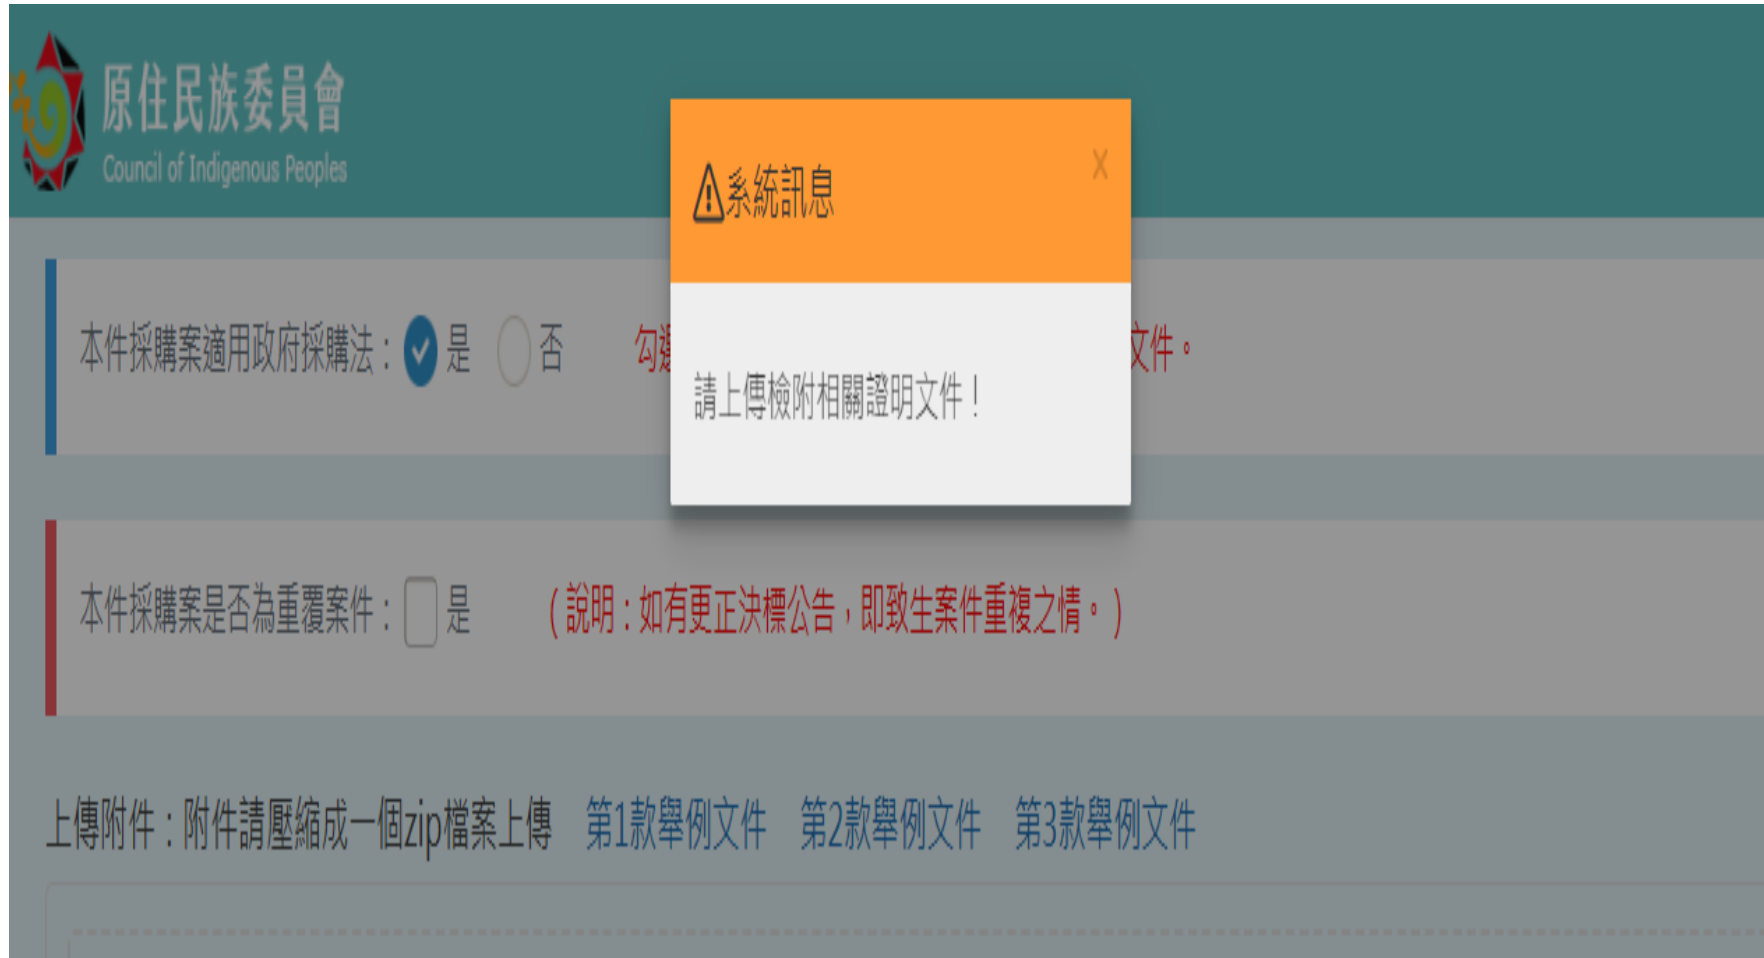 原住民族委員會
Council of Indigenous Peoples
系統訊息
X
請上傳檢附相關證明文件！
本件採購案適用政府採購法：是 否 勾選 文件。
本件採購案是否為重覆案件：是 (說明：如有更正決標公告，即致生案件重複之情。)
上傳附件：附件請壓縮成一個zip檔案上傳 第1款舉例文件 第2款舉例文件 第3款舉例文件